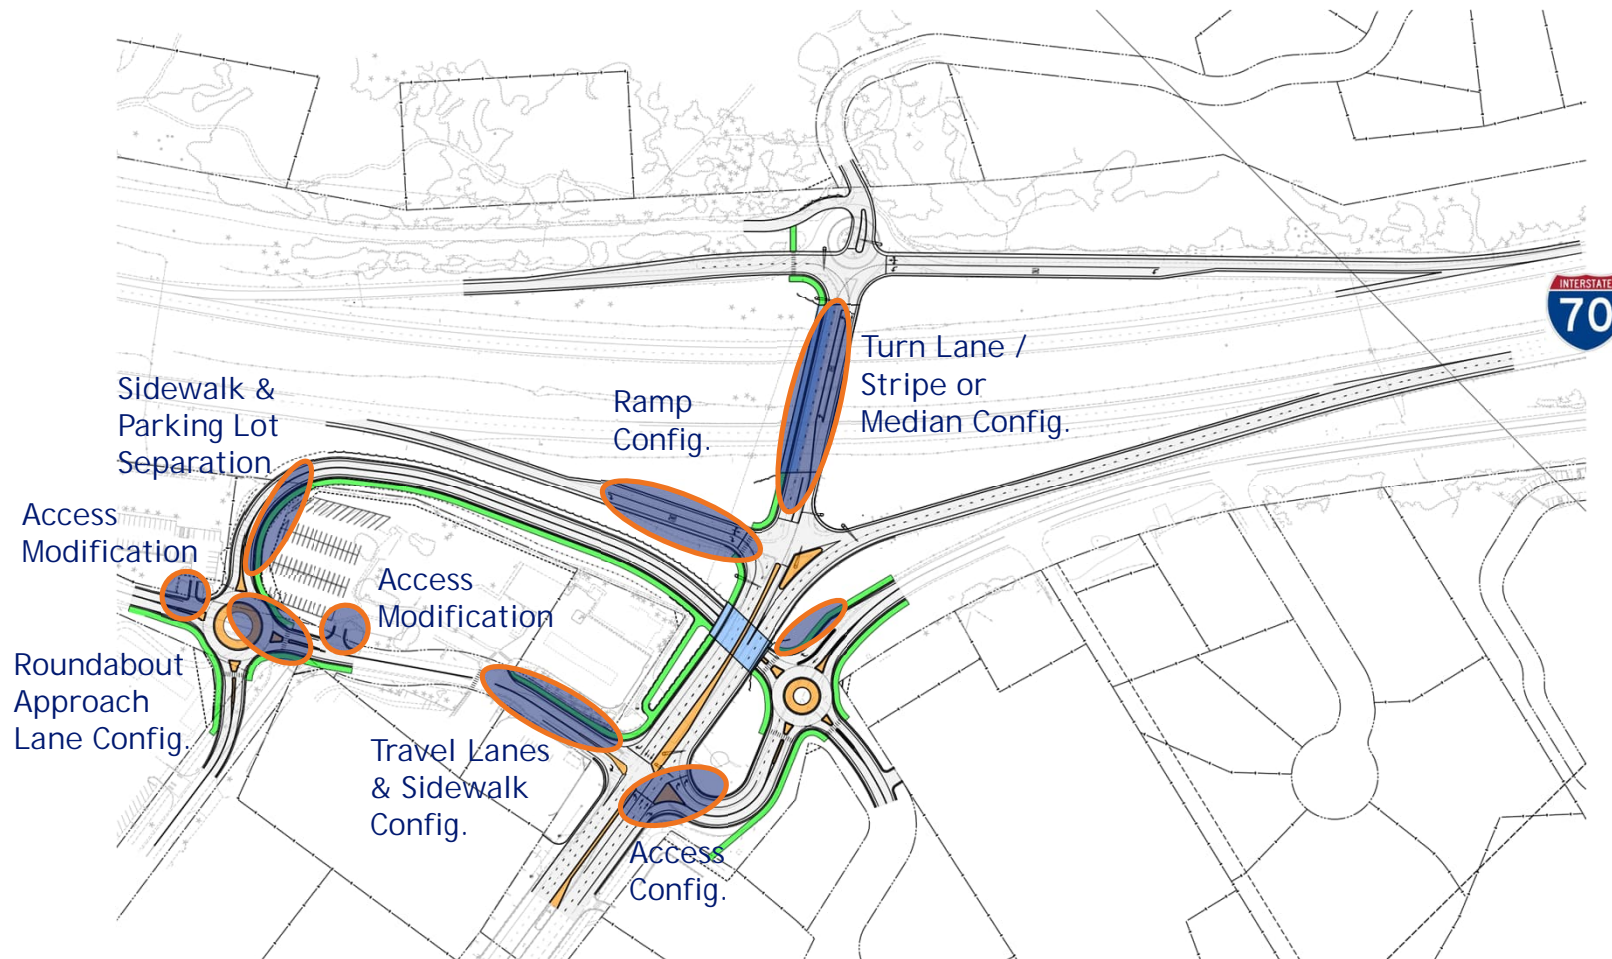 INTERSTATE
70
Turn Lane /
Stripe or
Median Config.
Ramp
Config.
Sidewalk &
Parking Lot
Separation
Access
Modification
Access
Modification
Roundabout
Approach
Lane Config.
Travel Lanes
& Sidewalk
Config.
Access
Config.